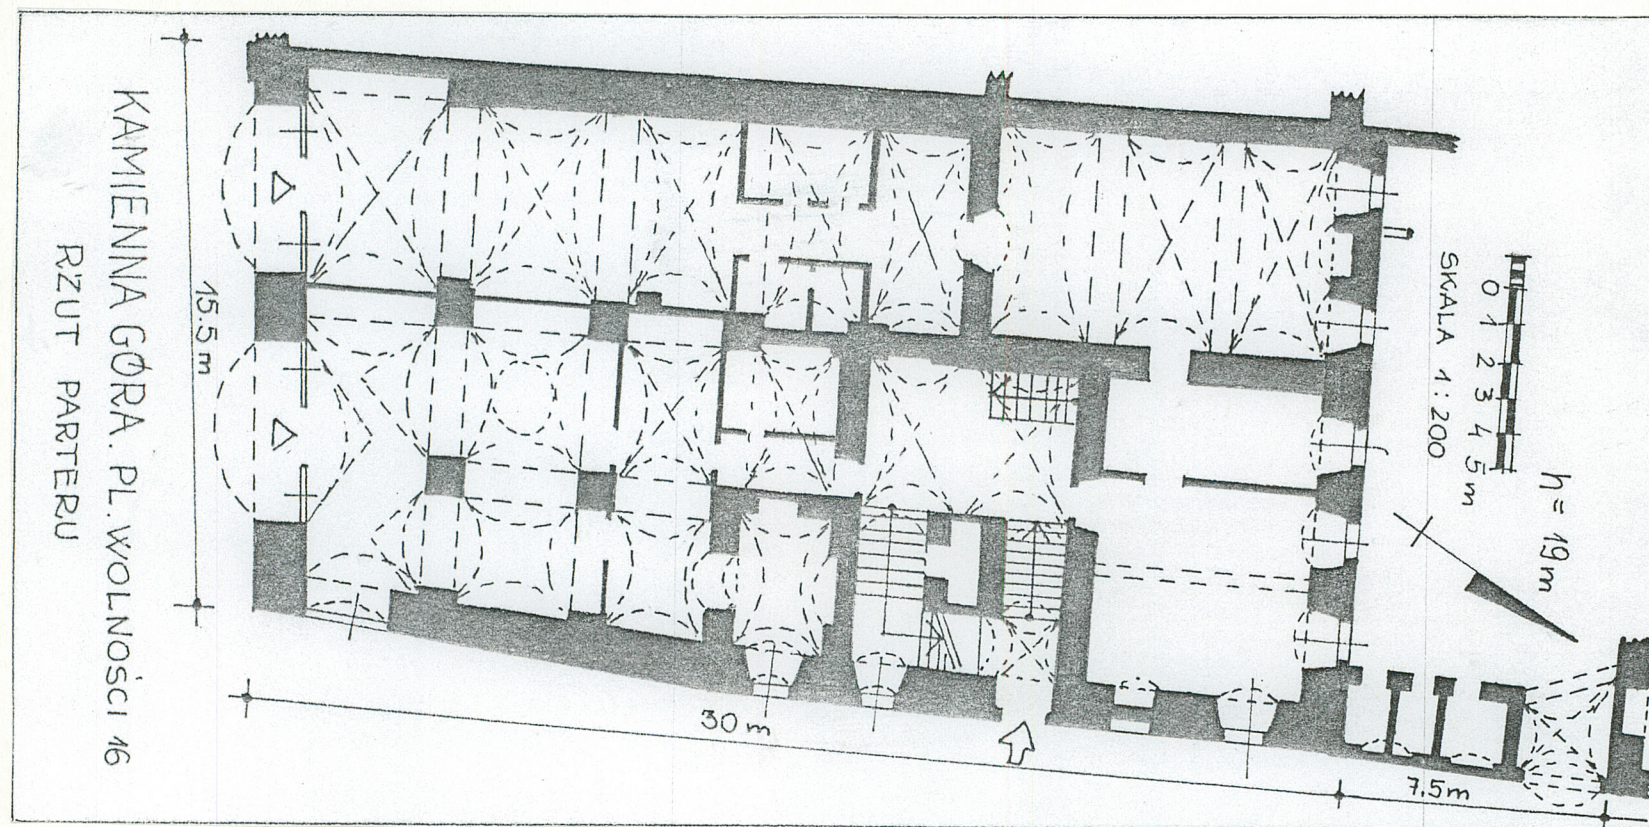 KAMIENNA GÓRA. PL. WOLNOŚCI 16
RZUT PARTERU
15.5 m
30 m
7.5 m
SKALA 1:200
0 1 2 3 4 5 m
h = 19 m